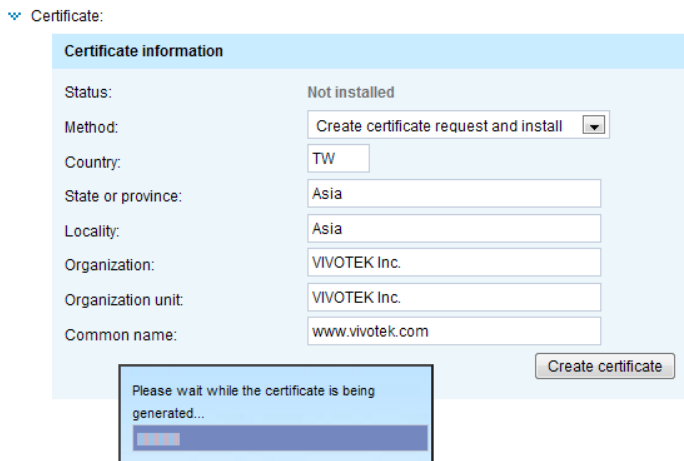 Certificate:
Certificate information
Status: Not installed
Method: Create certificate request and install
Country: TW
State or province: Asia
Locality: Asia
Organization: VIVOTEK Inc.
Organization unit: VIVOTEK Inc.
Common name: www.vivotek.com
Create certificate
Please wait while the certificate is being
generated...